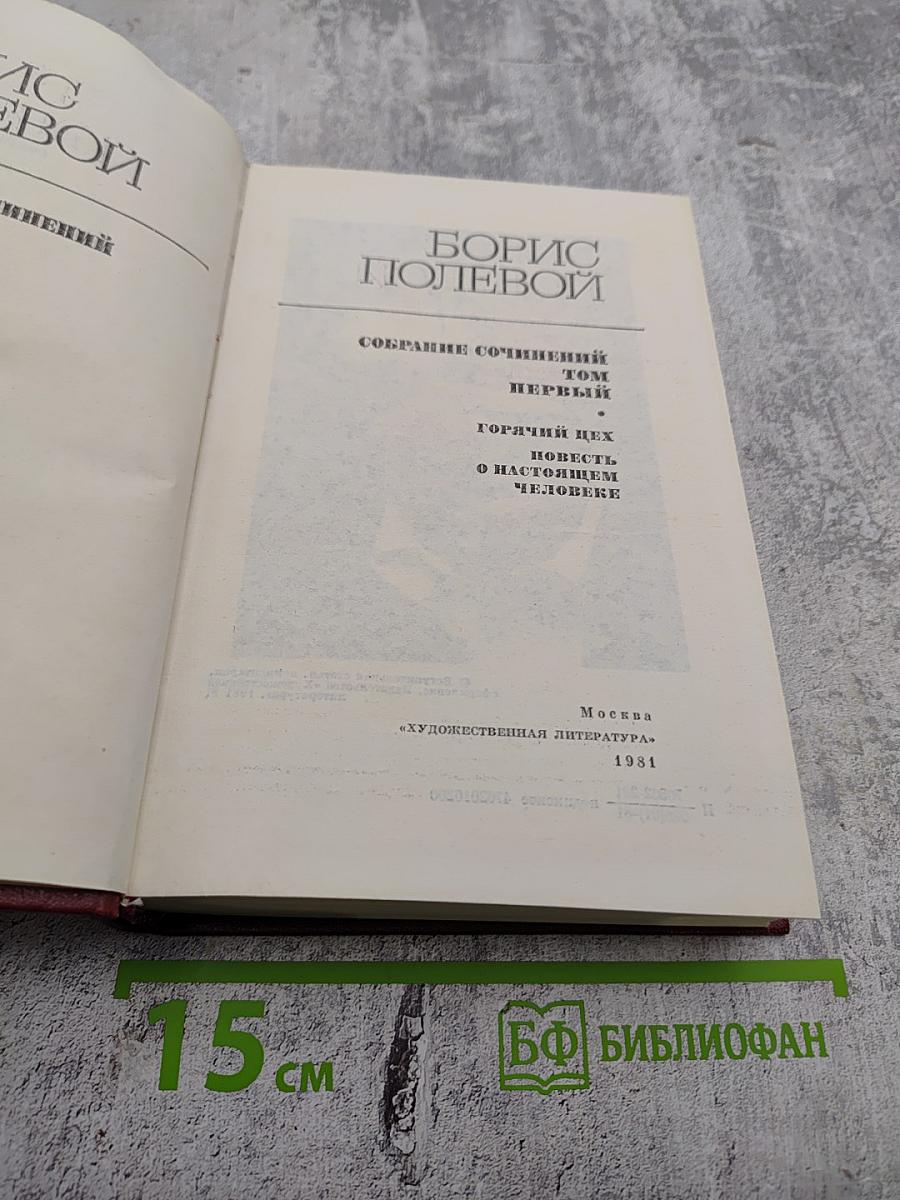 ЕВОЙ
БОРИС
ПОЛЕВОЙ
СОБРАНИЕ СОЧИНЕНИЙ
ТОМ
ПЕРВЫЙ
•
ГОРЯЧИЙ ЦЕХ
ПОВЕСТЬ
О НАСТОЯЩЕМ
ЧЕЛОВЕКЕ
Москва
«ХУДОЖЕСТВЕННАЯ ЛИТЕРАТУРА»
1981
15 см
БФ БИБЛИОФАН